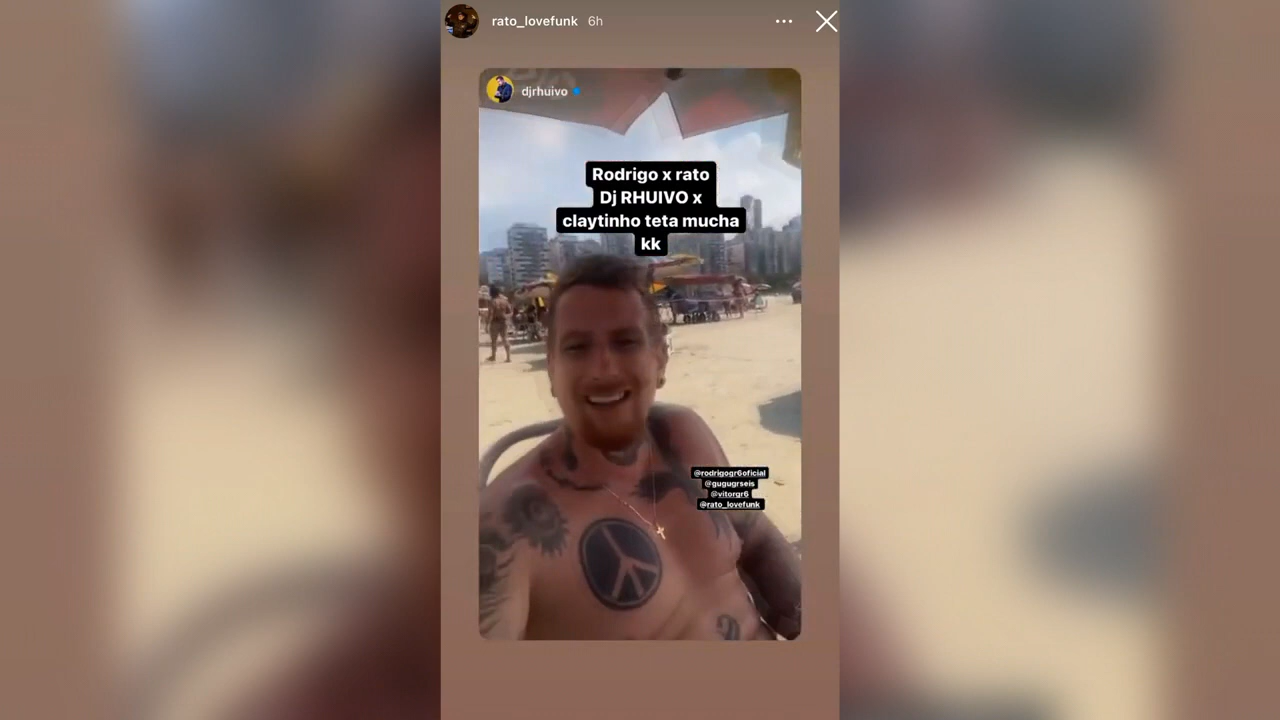 rato_lovefunk 6h
djrhuivo
Rodrigo x rato
Dj RHUIVO x
claytinho teta mucha
kk
@rodrigogr6oficial
@gugugrseis
@vitorgr6
@rato_lovefunk